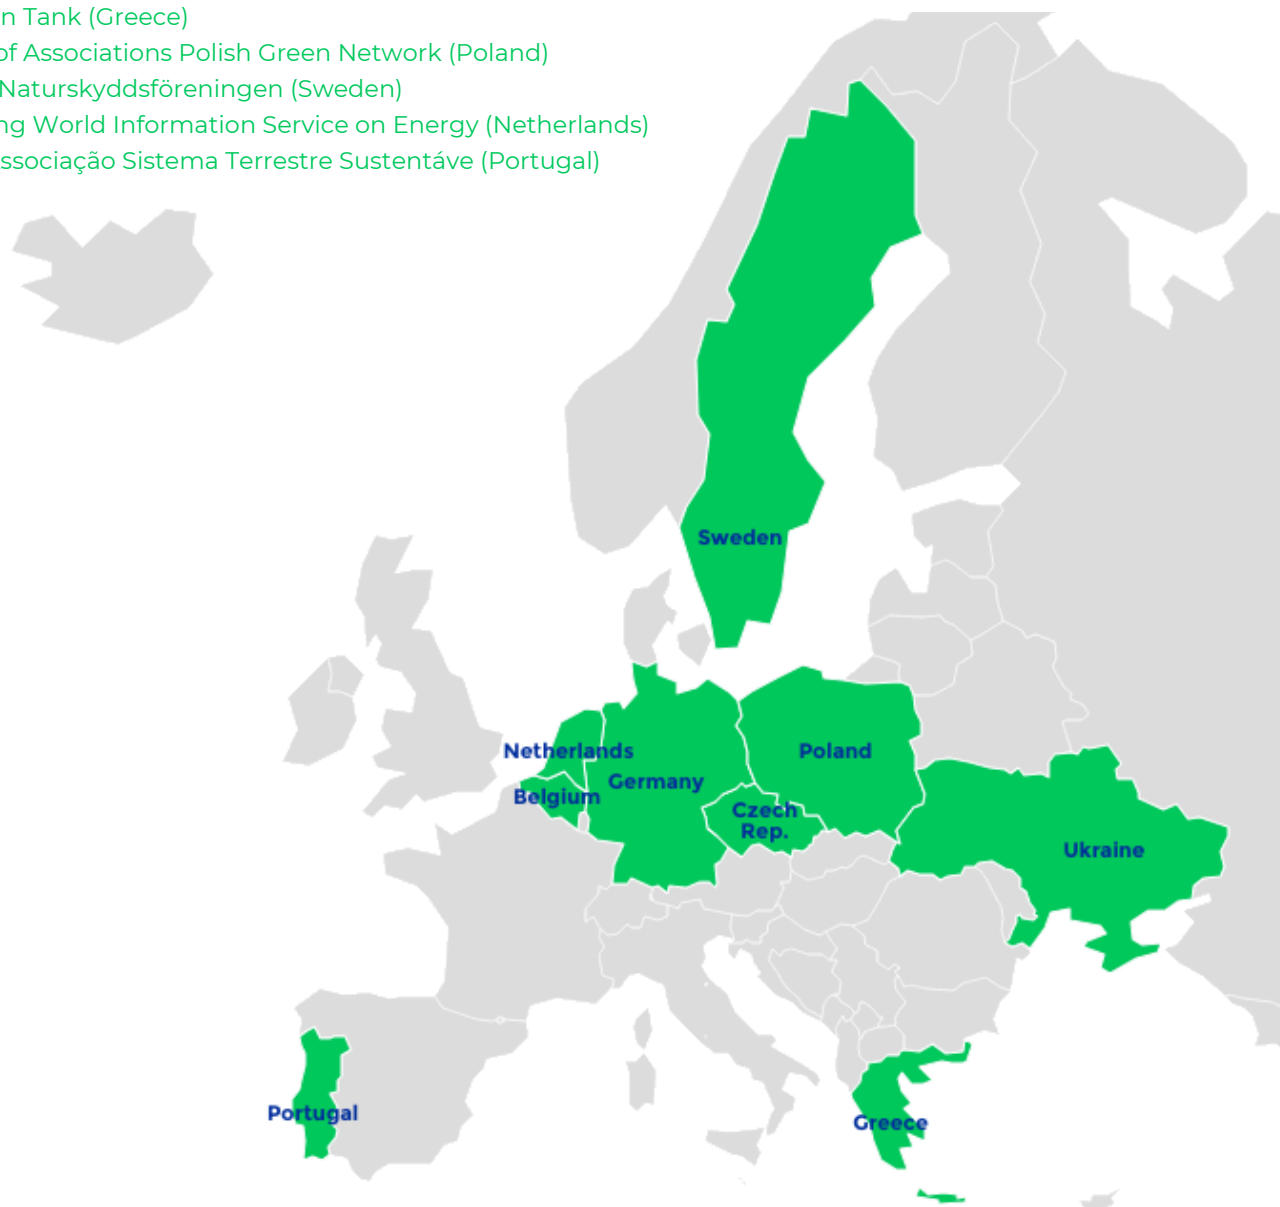 n Tank (Greece)
of Associations Polish Green Network (Poland)
Naturskyddsföreningen (Sweden)
ng World Information Service on Energy (Netherlands)
ssociação Sistema Terrestre Sustentáve (Portugal)
Sweden
Netherlands
Poland
Germany
Belgium
Czech
Rep.
Ukraine
Portugal
Greece